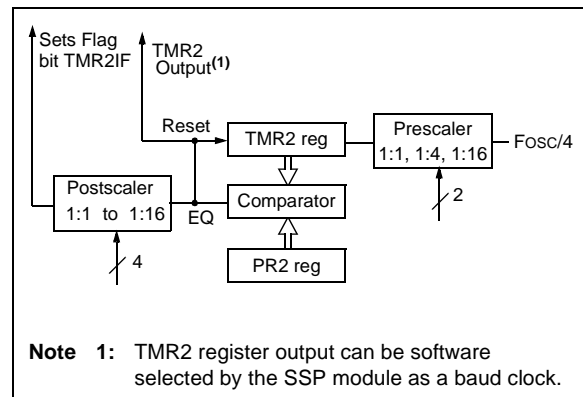 Sets Flag
bit TMR2IF
TMR2
Output(1)
Reset
TMR2 reg
Prescaler
1:1, 1:4, 1:16
FOSC/4
2
Postscaler
1:1 to 1:16
EQ
Comparator
4
PR2 reg
Note 1: TMR2 register output can be software
selected by the SSP module as a baud clock.